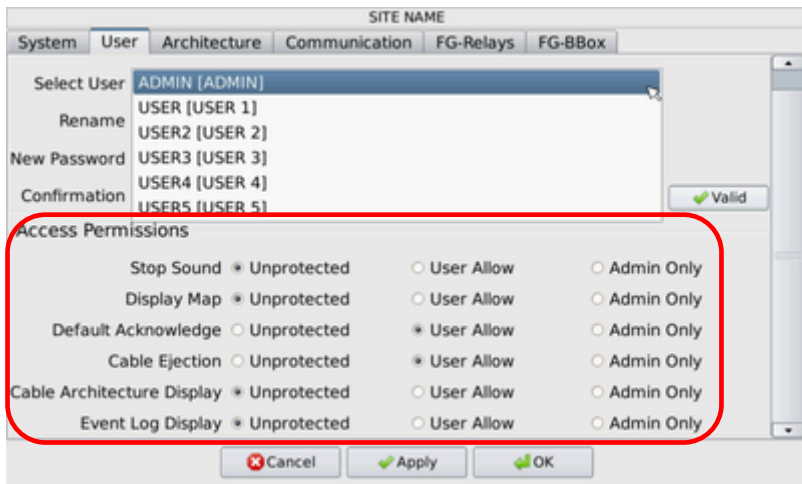 SITE NAME
System User Architecture Communication FG-Relays FG-BBox
Select User ADMIN [ADMIN]
USER [USER 1]
Rename
USER2 [USER 2]
New Password USER3 [USER 3]
USER4 [USER 4]
Confirmation
USER5 [USER 5]
Valid
Access Permissions
Stop Sound Unprotected User Allow Admin Only
Display Map Unprotected User Allow Admin Only
Default Acknowledge Unprotected User Allow Admin Only
Cable Ejection Unprotected User Allow Admin Only
Cable Architecture Display Unprotected User Allow Admin Only
Event Log Display Unprotected User Allow Admin Only
Cancel Apply OK